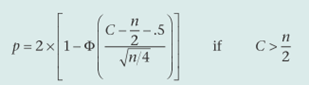 p = 2 × [ 1 − Φ ( (C − n/2 − .5) / √(n/4) ) ] if C > n/2